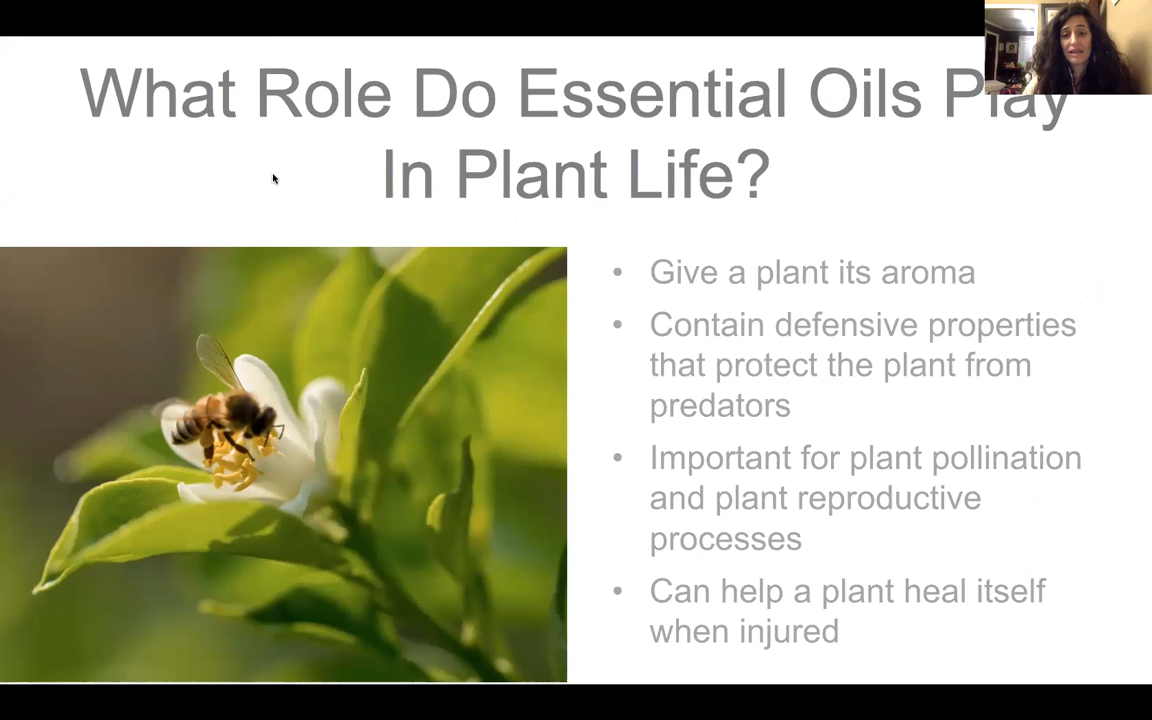 What Role Do Essential Oils Play
In Plant Life?
• Give a plant its aroma
• Contain defensive properties
that protect the plant from
predators
• Important for plant pollination
and plant reproductive
processes
• Can help a plant heal itself
when injured